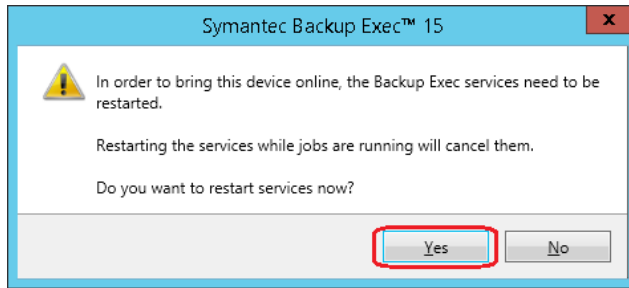 Symantec Backup Exec™ 15
x
In order to bring this device online, the Backup Exec services need to be
restarted.
Restarting the services while jobs are running will cancel them.
Do you want to restart services now?
Yes
No